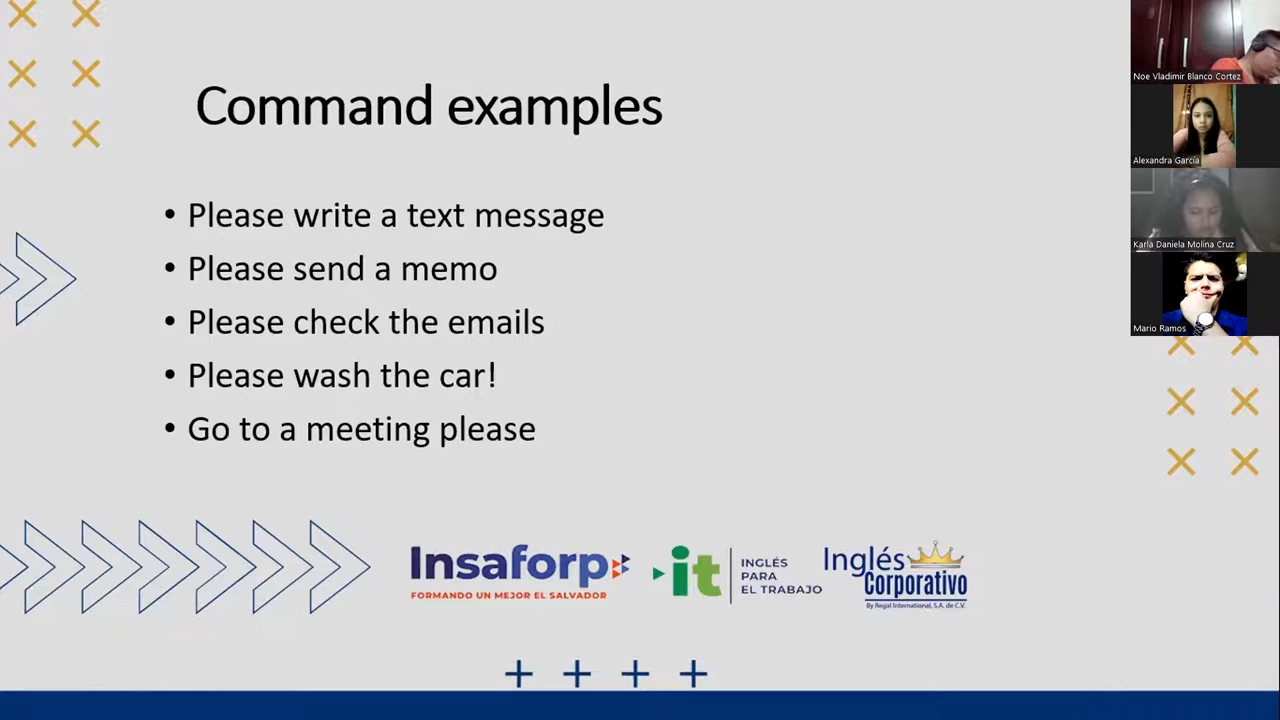 Command examples
• Please write a text message
• Please send a memo
• Please check the emails
• Please wash the car!
• Go to a meeting please
Insaforp
FORMANDO UN MEJOR EL SALVADOR
it
INGLÉS
PARA
EL TRABAJO
Inglés
Corporativo
By Regal International, S.A. de C.V.
Noe Vladimir Blanco Cortez
Alexandra Garcia
Karla Daniela Molina Cruz
Mario Ramos